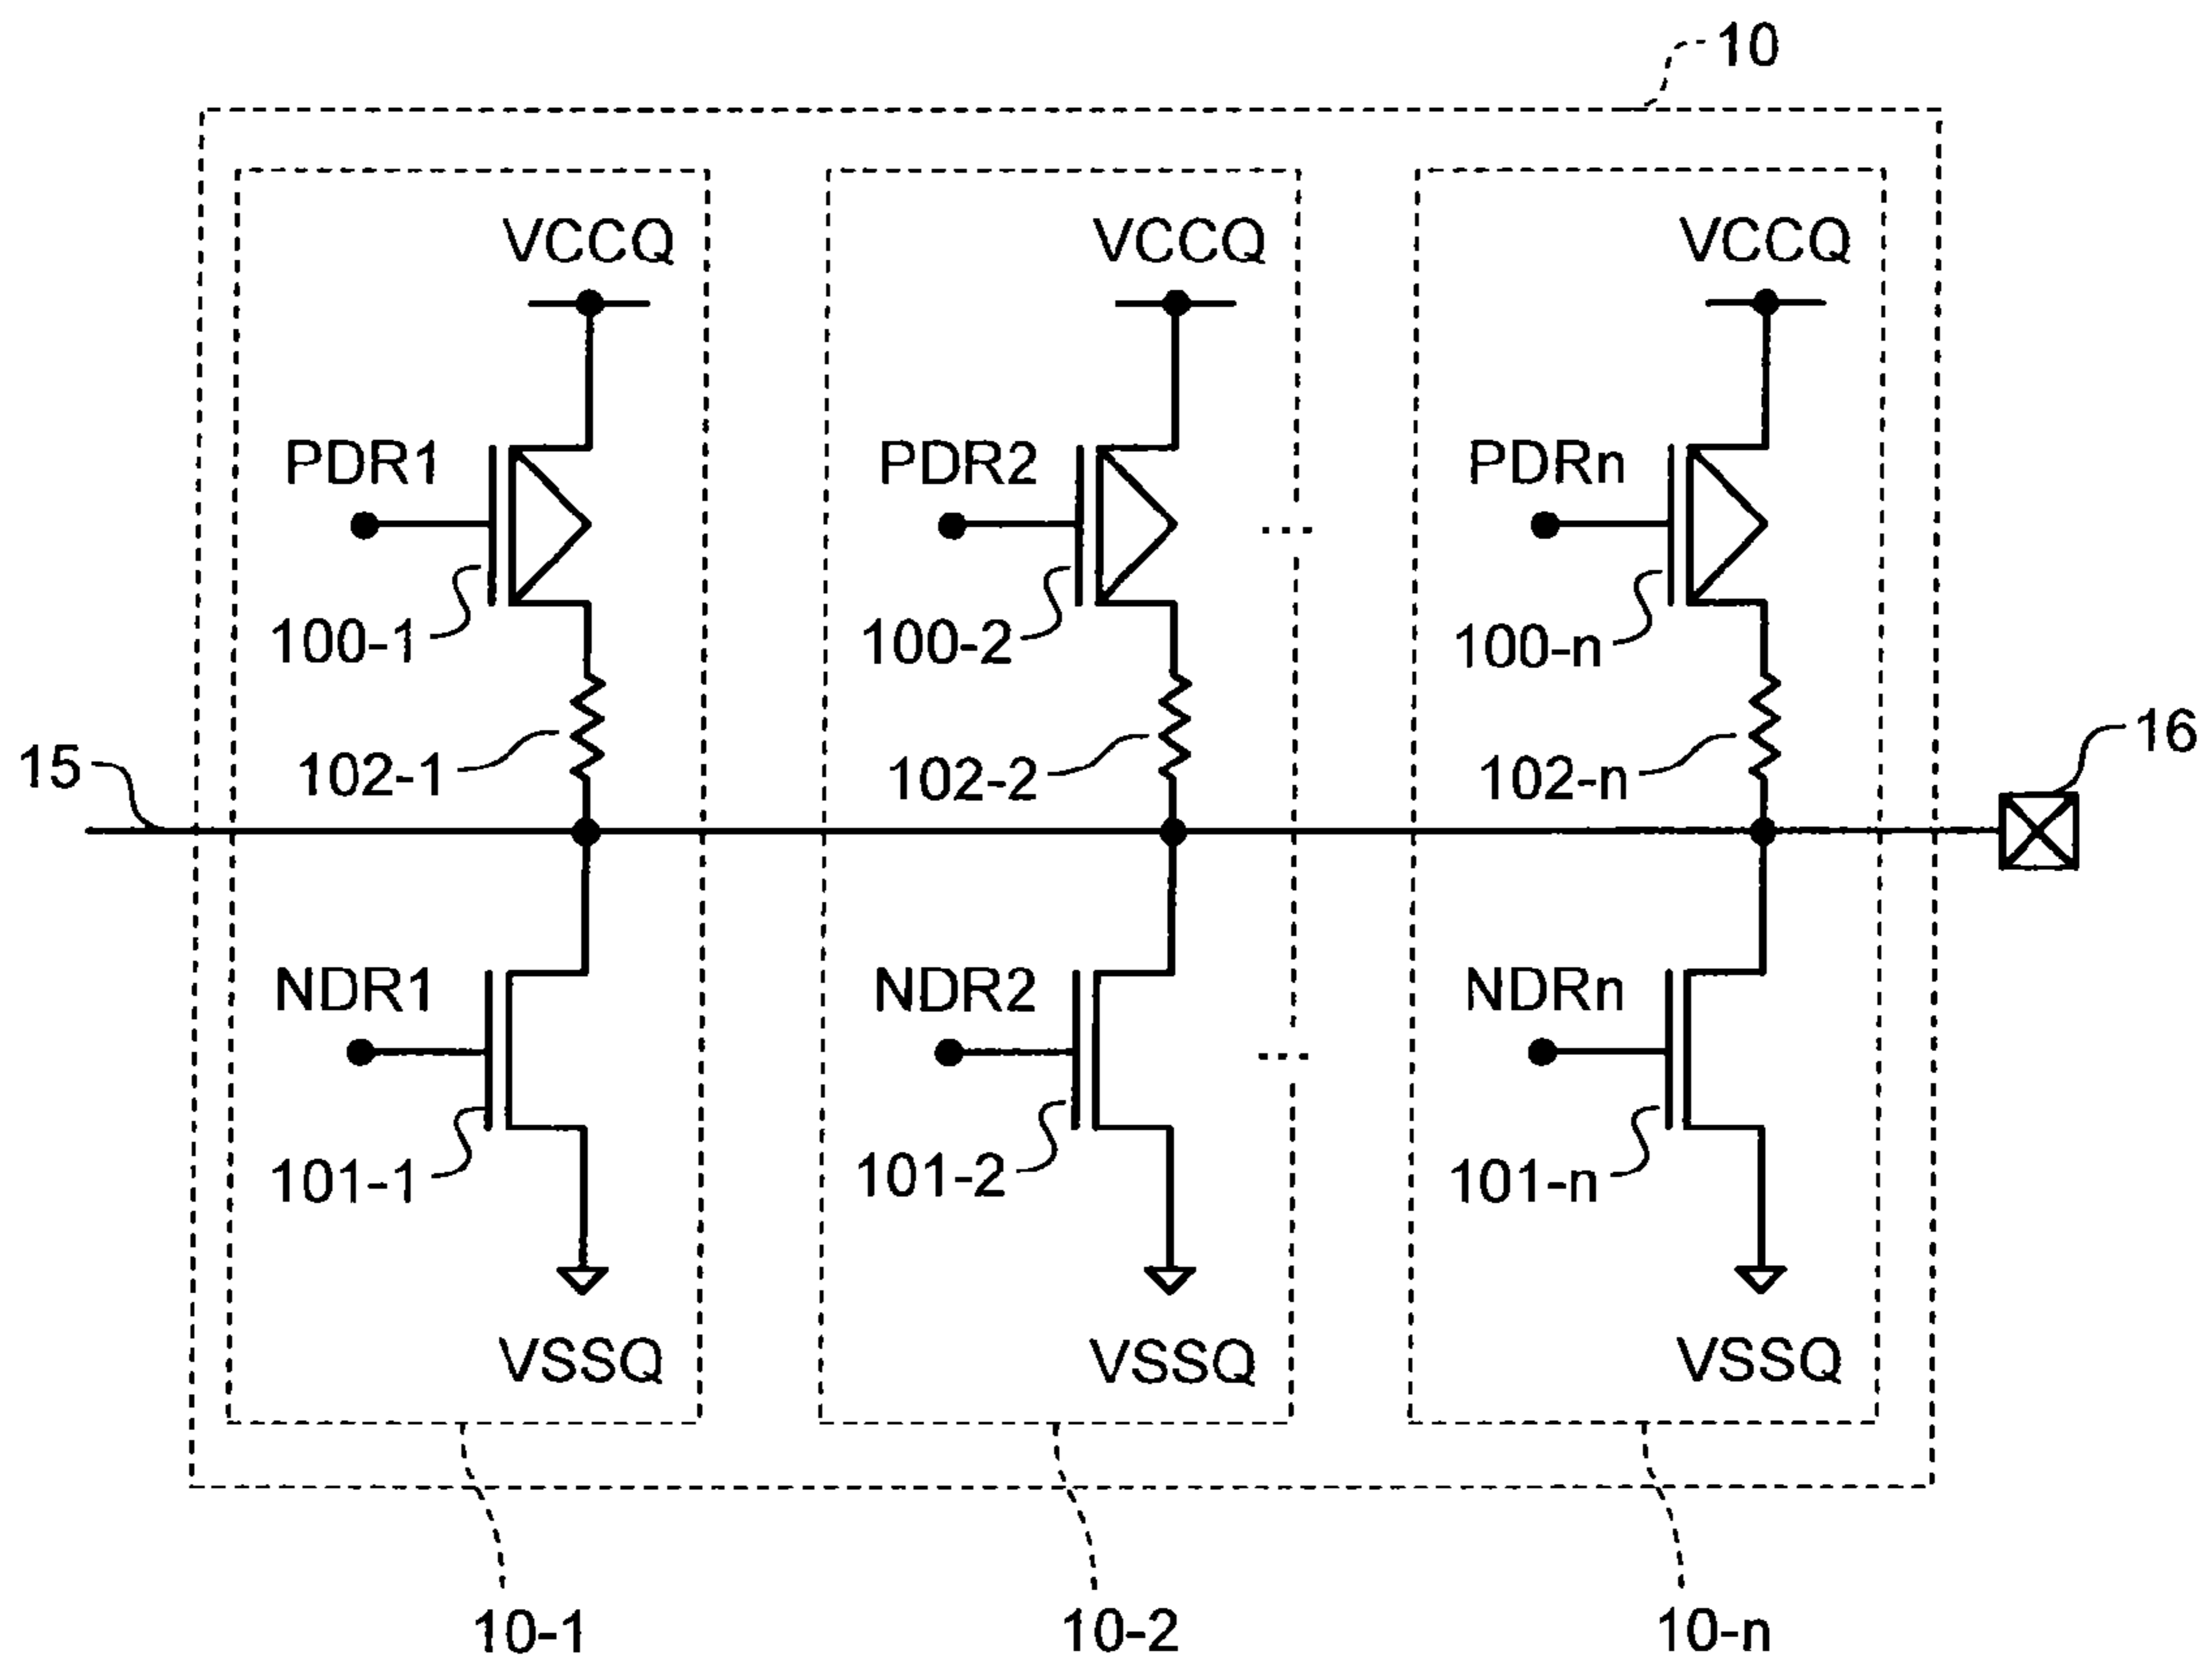 10
VCCQ VCCQ VCCQ
PDR1 PDR2 PDRn
100-1 100-2 100-n
15 102-1 102-2 102-n 16
NDR1 NDR2 NDRn
101-1 101-2 101-n
VSSQ VSSQ VSSQ
10-1 10-2 10-n